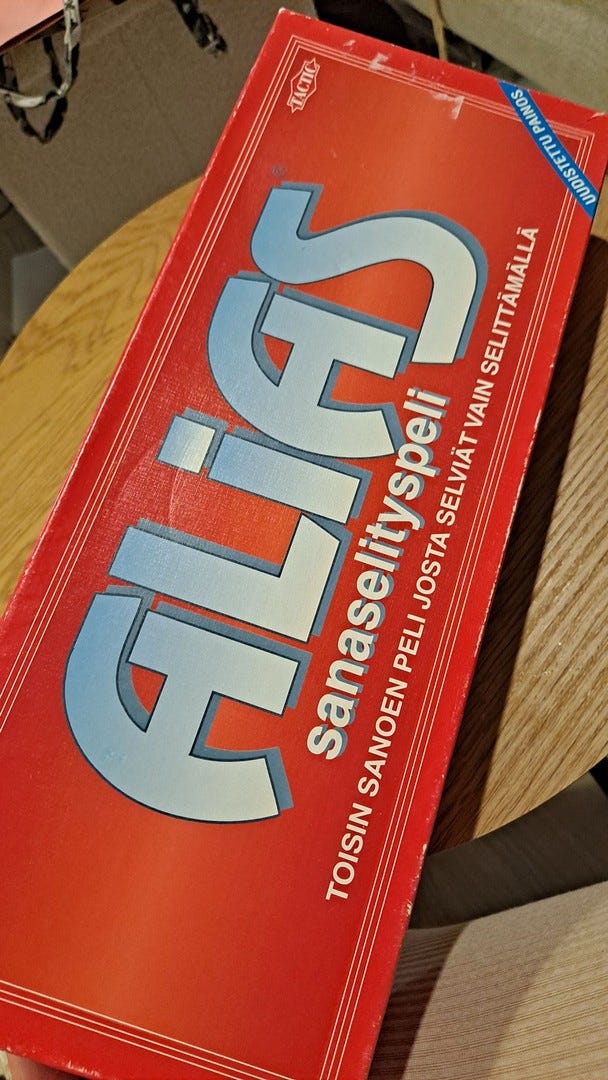 TACTIC
UUDISTETTU PAINOS
ALiAS®
sanaselityspeli
TOISIN SANOEN PELI JOSTA SELVIÄT VAIN SELITTÄMÄLLÄ